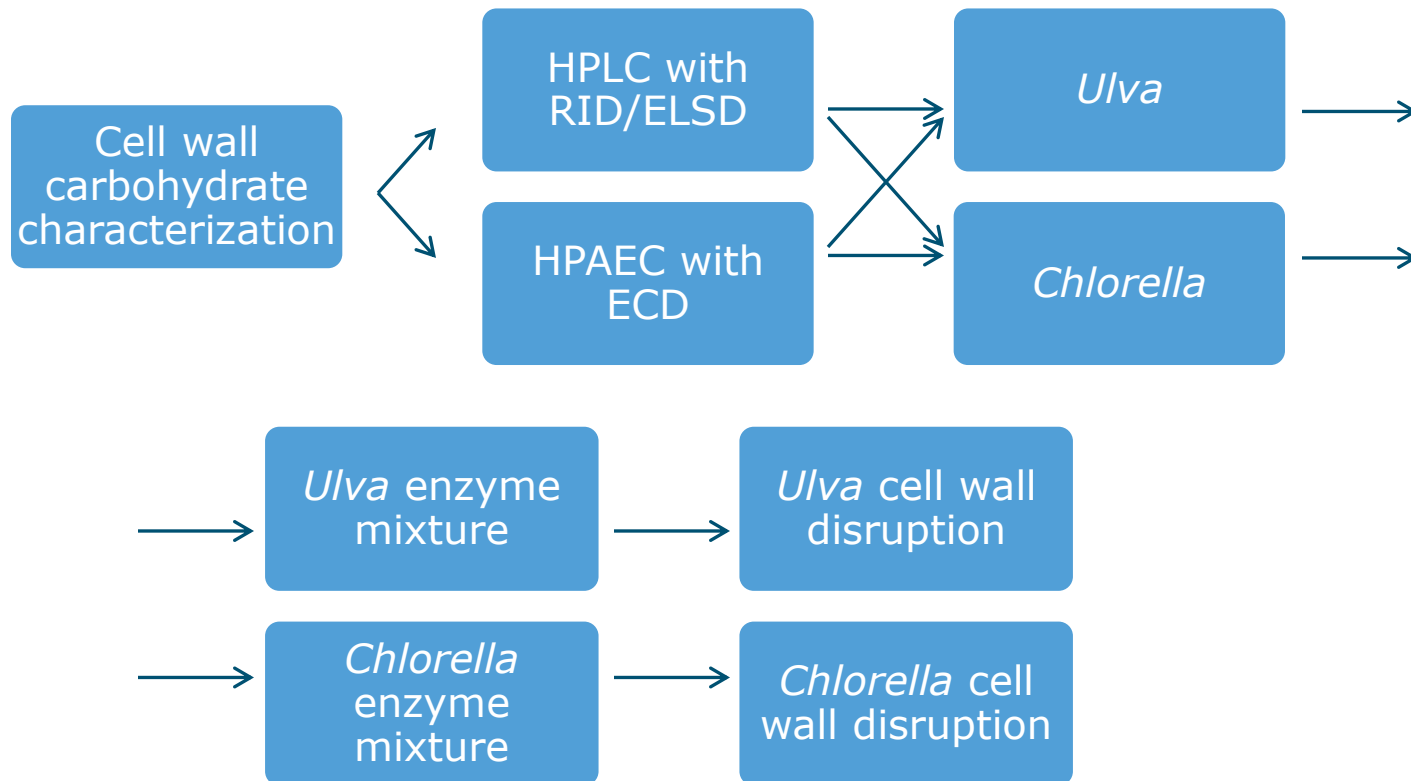 Cell wall
carbohydrate
characterization
HPLC with
RID/ELSD
HPAEC with
ECD
Ulva
Chlorella
Ulva enzyme
mixture
Ulva cell wall
disruption
Chlorella
enzyme
mixture
Chlorella cell
wall disruption